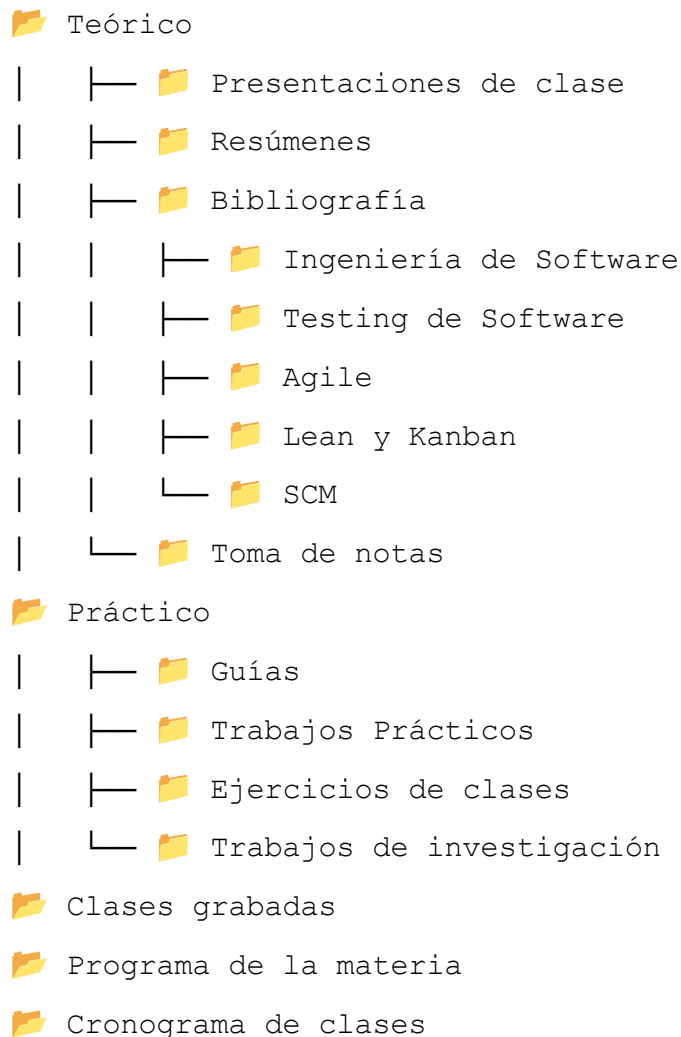 📂 Teórico
│ ├── 📁 Presentaciones de clase
│ ├── 📁 Resúmenes
│ ├── 📁 Bibliografía
│ │ ├── 📁 Ingeniería de Software
│ │ ├── 📁 Testing de Software
│ │ ├── 📁 Agile
│ │ ├── 📁 Lean y Kanban
│ │ └── 📁 SCM
│ └── 📁 Toma de notas
📂 Práctico
│ ├── 📁 Guías
│ ├── 📁 Trabajos Prácticos
│ ├── 📁 Ejercicios de clases
│ └── 📁 Trabajos de investigación
📂 Clases grabadas
📂 Programa de la materia
📂 Cronograma de clases